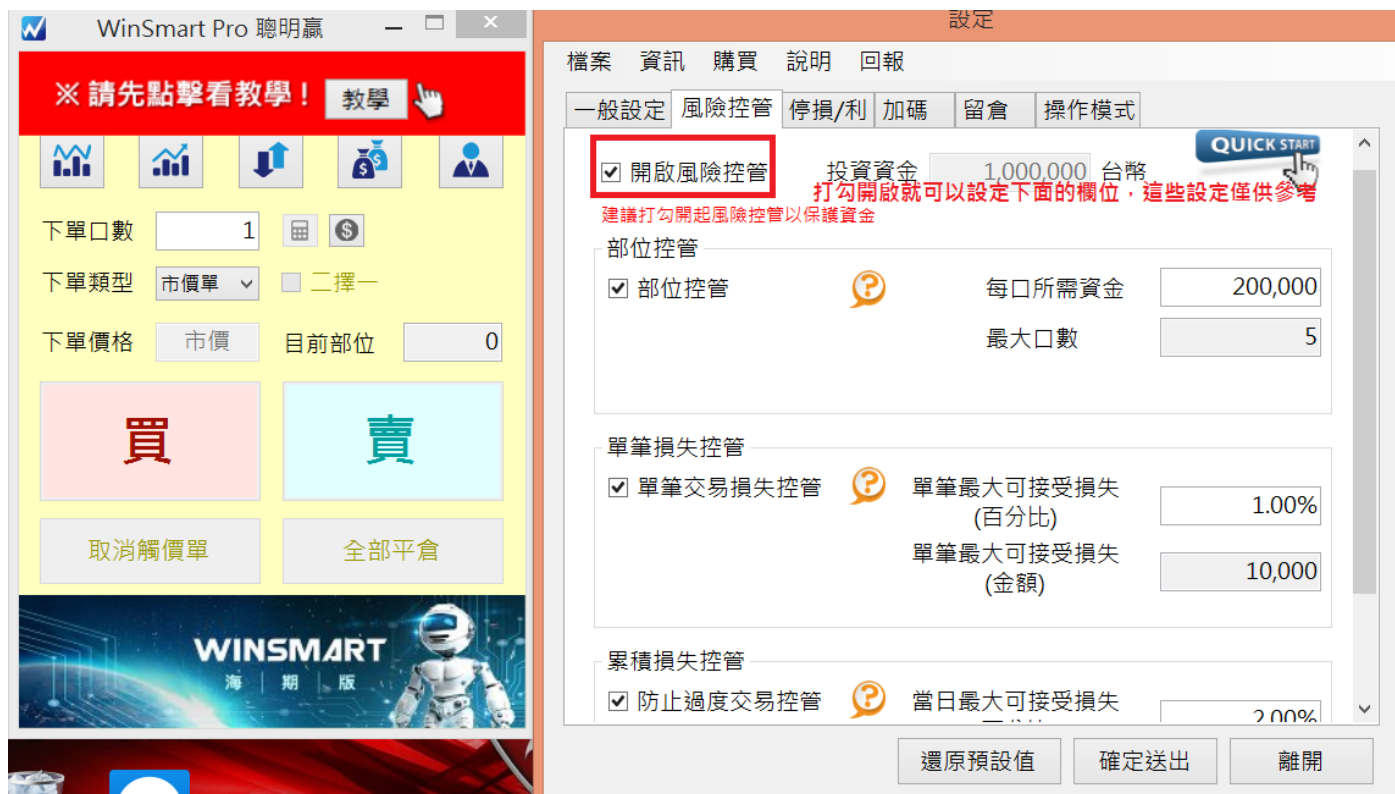 WinSmart Pro 聰明贏
※ 請先點擊看教學！ 教學
下單口數 1
下單類型 市價單 二擇一
下單價格 市價 目前部位 0
買 賣
取消觸價單 全部平倉
WINSMART
海｜期｜版
設定
檔案 資訊 購買 說明 回報
一般設定 風險控管 停損/利 加碼 留倉 操作模式
QUICK START
開啟風險控管 投資資金 1,000,000 台幣
打勾開啟就可以設定下面的欄位，這些設定僅供參考
建議打勾開起風險控管以保護資金
部位控管
部位控管 每口所需資金 200,000
最大口數 5
單筆損失控管
單筆交易損失控管 單筆最大可接受損失
(百分比) 1.00%
單筆最大可接受損失
(金額) 10,000
累積損失控管
防止過度交易控管 當日最大可接受損失
2.00%
還原預設值 確定送出 離開